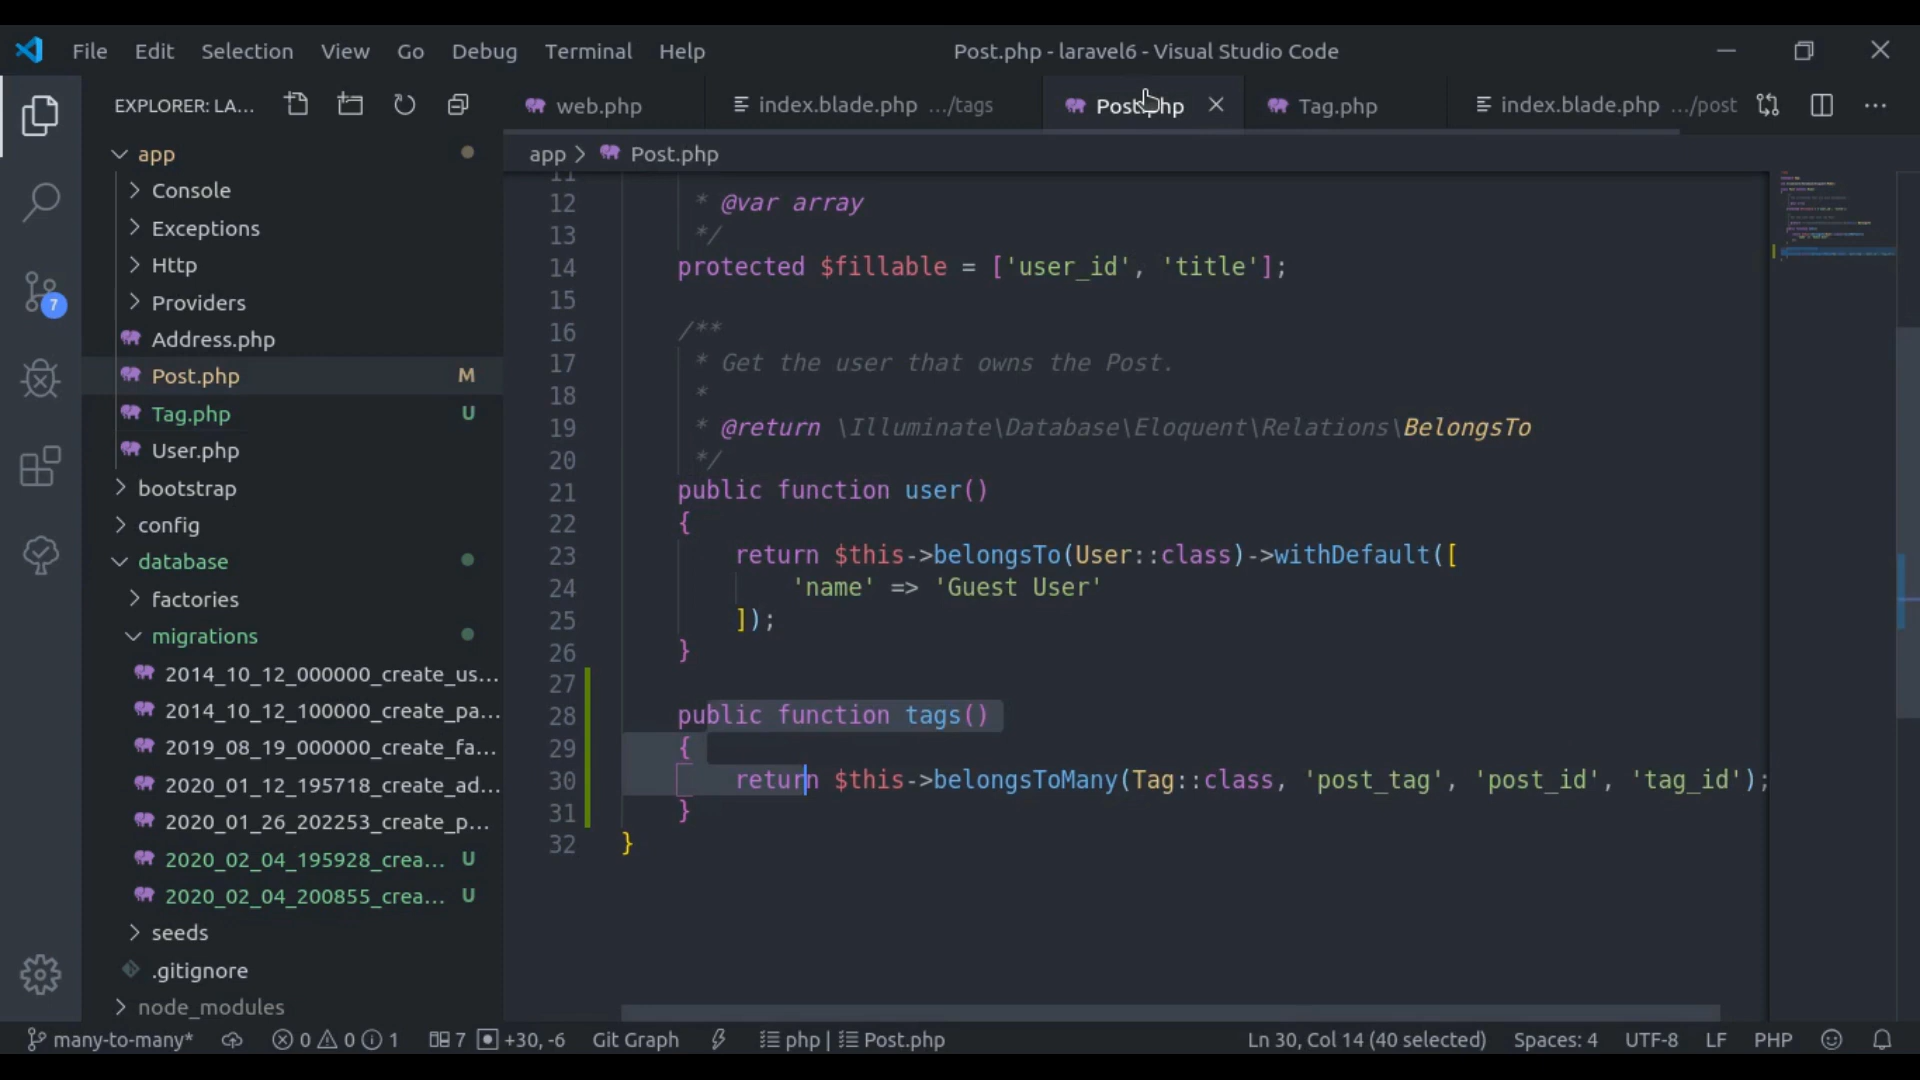 File Edit Selection View Go Debug Terminal Help
Post.php - laravel6 - Visual Studio Code
EXPLORER: LA...
web.php
index.blade.php .../tags
Post.php
Tag.php
index.blade.php .../post
app > Post.php
app
Console
Exceptions
Http
Providers
Address.php
Post.php M
Tag.php U
User.php
bootstrap
config
database
factories
migrations
2014_10_12_000000_create_us...
2014_10_12_100000_create_pa...
2019_08_19_000000_create_fa...
2020_01_12_195718_create_ad...
2020_01_26_202253_create_p...
2020_02_04_195928_crea... U
2020_02_04_200855_crea... U
seeds
.gitignore
node_modules
7
11
12 * @var array
13 */
14 protected $fillable = ['user_id', 'title'];
15
16 /**
17 * Get the user that owns the Post.
18 *
19 * @return \Illuminate\Database\Eloquent\Relations\BelongsTo
20 */
21 public function user()
22 {
23 return $this->belongsTo(User::class)->withDefault([
24 'name' => 'Guest User'
25 ]);
26 }
27
28 public function tags()
29 {
30 return $this->belongsToMany(Tag::class, 'post_tag', 'post_id', 'tag_id');
31 }
32 }
many-to-many* 0 0 1 7 +30, -6 Git Graph php | Post.php Ln 30, Col 14 (40 selected) Spaces: 4 UTF-8 LF PHP